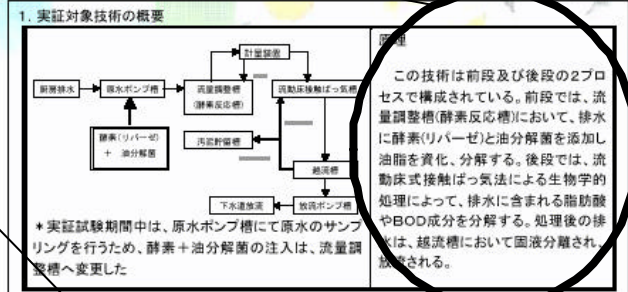 1. 実証対象技術の概要
計量装置
厨房排水
原水ポンプ槽
流量調整槽
(酵素反応槽)
流動床接触ばっ気槽
酵素(リパーゼ)
+ 油分解菌
汚泥貯留槽
越流槽
下水道放流
放流ポンプ槽
*実証試験期間中は、原水ポンプ槽にて原水のサンプ
リングを行うため、酵素+油分解菌の注入は、流量調
整槽へ変更した
原理
この技術は前段及び後段の2プロ
セスで構成されている。前段では、流
量調整槽(酵素反応槽)において、排水
に酵素(リパーゼ)と油分解菌を添加し
油脂を資化、分解する。後段では、流
動床式接触ばっ気法による生物学的
処理によって、排水に含まれる脂肪酸
やBOD成分を分解する。処理後の排
水は、越流槽において固液分離され、
放流される。